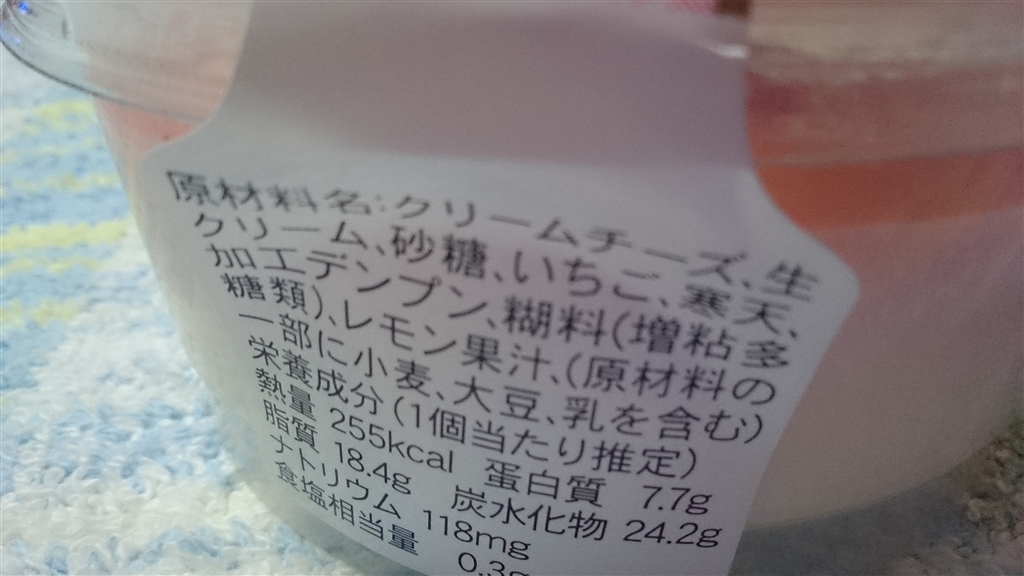 原材料名:クリームチーズ、生
クリーム、砂糖、いちご、寒天、
加工デンプン、糊料(増粘多
糖類)、レモン果汁、(原材料の
一部に小麦、大豆、乳を含む)
栄養成分(1個当たり推定)
熱量 255kcal 蛋白質 7.7g
脂質 18.4g 炭水化物 24.2g
ナトリウム 118mg
食塩相当量 0.3g